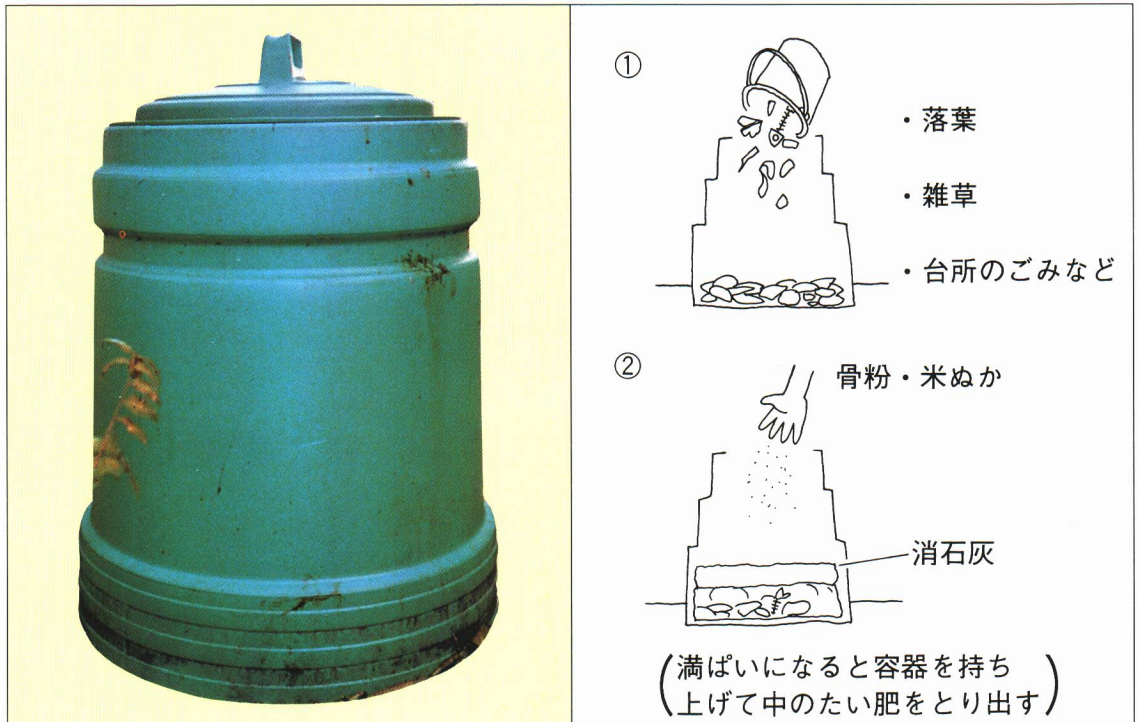 ①
・落葉
・雑草
・台所のごみなど
②
骨粉・米ぬか
消石灰
(満ぱいになると容器を持ち
上げて中のたい肥をとり出す)